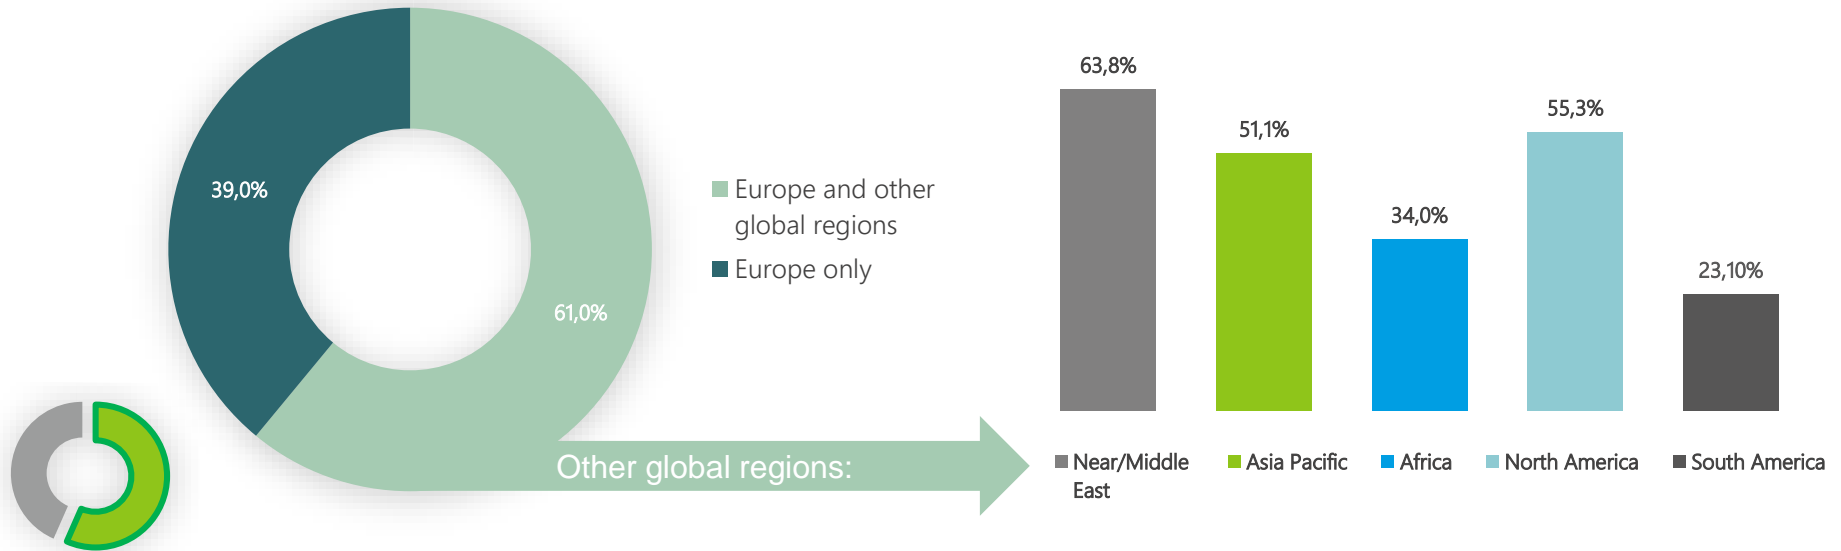 39,0%
61,0%
Europe and other
global regions
Europe only
Other global regions:
63,8%
51,1%
34,0%
55,3%
23,10%
Near/Middle
East
Asia Pacific
Africa
North America
South America